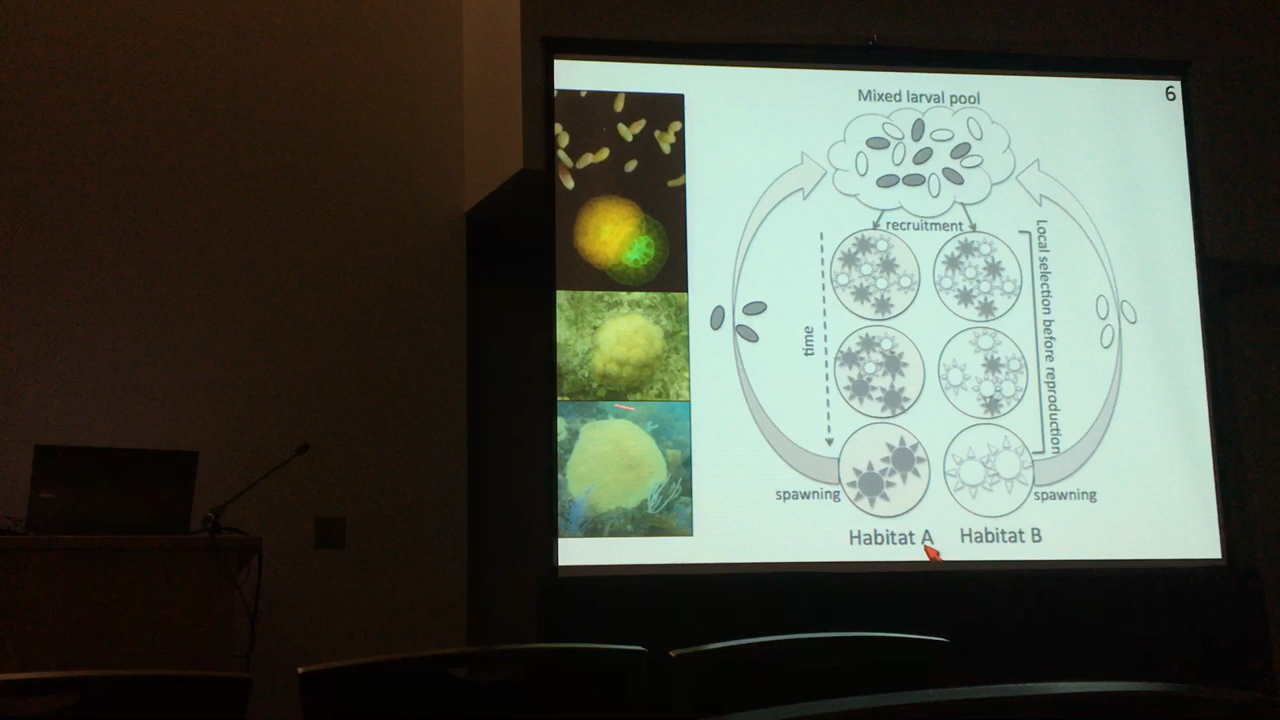 6
Mixed larval pool
recruitment
time
Local selection before reproduction
spawning
spawning
Habitat A
Habitat B